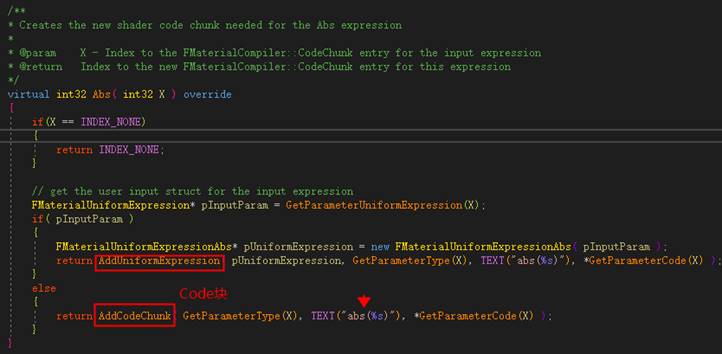 /**
* Creates the new shader code chunk needed for the Abs expression
*
* @param    X - Index to the FMaterialCompiler::CodeChunk entry for the input expression
* @return   Index to the new FMaterialCompiler::CodeChunk entry for this expression
*/
virtual int32 Abs( int32 X ) override
{
if(X == INDEX_NONE)
{
return INDEX_NONE;
}
// get the user input struct for the input expression
FMaterialUniformExpression* pInputParam = GetParameterUniformExpression(X);
if( pInputParam )
{
FMaterialUniformExpressionAbs* pUniformExpression = new FMaterialUniformExpressionAbs( pInputParam );
return AddUniformExpression pUniformExpression, GetParameterType(X), TEXT("abs(%s)"), *GetParameterCode(X) );
}
else
Code块
{
return AddCodeChunk GetParameterType(X), TEXT("abs(%s)"), *GetParameterCode(X) );
}
}